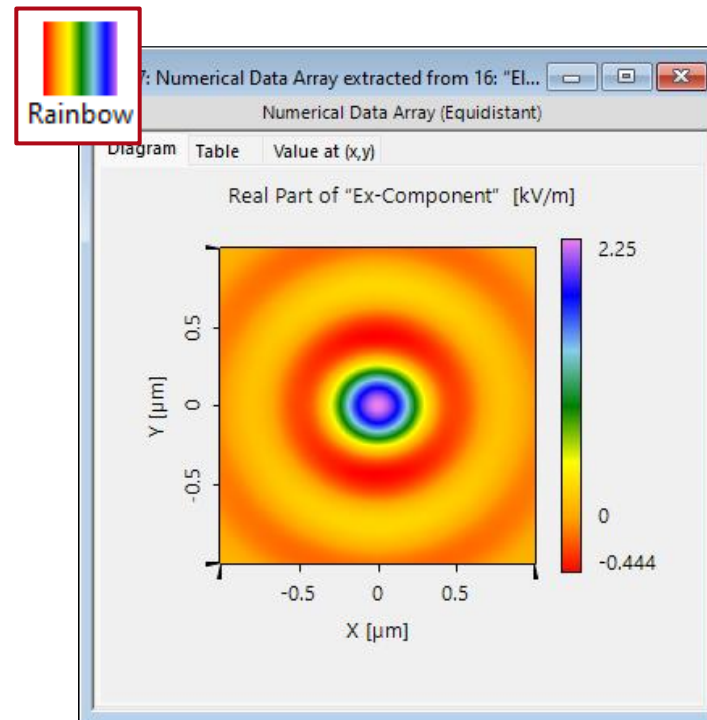 Rainbow
7: Numerical Data Array extracted from 16: "El...
Numerical Data Array (Equidistant)
Diagram Table Value at (x,y)
Real Part of "Ex-Component" [kV/m]
2.25
0
-0.444
Y [µm]
0.5
0
-0.5
-0.5 0 0.5
X [µm]